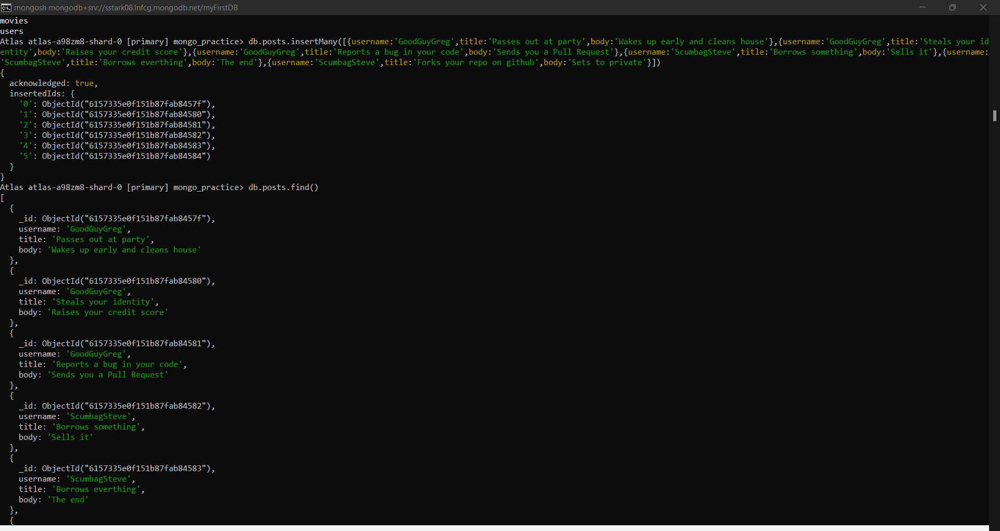 mongosh mongodb+srv://sstark08.lnfcg.mongodb.net/myFirstDB
movies
users
Atlas atlas-a98zm8-shard-0 [primary] mongo_practice> db.posts.insertMany([{username:'GoodGuyGreg',title:'Passes out at party',body:'Wakes up early and cleans house'},{username:'GoodGuyGreg',title:'Steals your id
entity',body:'Raises your credit score'},{username:'GoodGuyGreg',title:'Reports a bug in your code',body:'Sends you a Pull Request'},{username:'ScumbagSteve',title:'Borrows something',body:'Sells it'},{username:
'ScumbagSteve',title:'Borrows everthing',body:'The end'},{username:'ScumbagSteve',title:'Forks your repo on github',body:'Sets to private'}])
{
  acknowledged: true,
  insertedIds: {
    '0': ObjectId("6157335e0f151b87fab8457f"),
    '1': ObjectId("6157335e0f151b87fab84580"),
    '2': ObjectId("6157335e0f151b87fab84581"),
    '3': ObjectId("6157335e0f151b87fab84582"),
    '4': ObjectId("6157335e0f151b87fab84583"),
    '5': ObjectId("6157335e0f151b87fab84584")
  }
}
Atlas atlas-a98zm8-shard-0 [primary] mongo_practice> db.posts.find()
[
  {
    _id: ObjectId("6157335e0f151b87fab8457f"),
    username: 'GoodGuyGreg',
    title: 'Passes out at party',
    body: 'Wakes up early and cleans house'
  },
  {
    _id: ObjectId("6157335e0f151b87fab84580"),
    username: 'GoodGuyGreg',
    title: 'Steals your identity',
    body: 'Raises your credit score'
  },
  {
    _id: ObjectId("6157335e0f151b87fab84581"),
    username: 'GoodGuyGreg',
    title: 'Reports a bug in your code',
    body: 'Sends you a Pull Request'
  },
  {
    _id: ObjectId("6157335e0f151b87fab84582"),
    username: 'ScumbagSteve',
    title: 'Borrows something',
    body: 'Sells it'
  },
  {
    _id: ObjectId("6157335e0f151b87fab84583"),
    username: 'ScumbagSteve',
    title: 'Borrows everthing',
    body: 'The end'
  },
  {